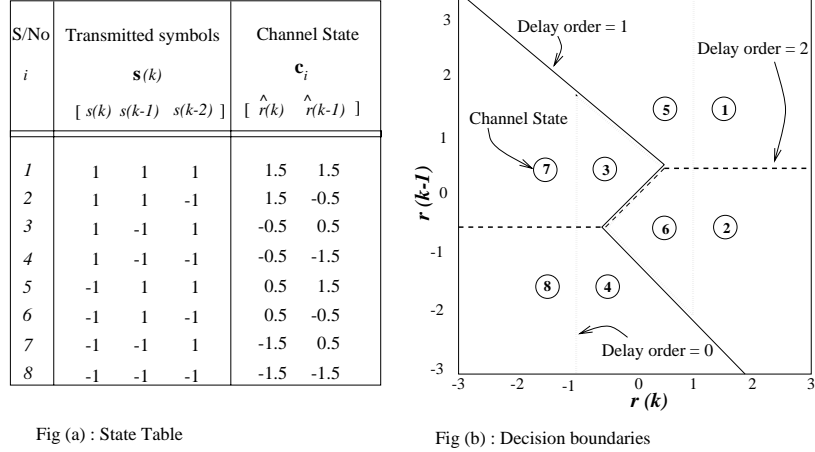 S/No Transmitted symbols Channel State
i s(k) c_i
[ s(k) s(k-1) s(k-2) ] [ r̂(k) r̂(k-1) ]
1 1 1 1 1.5 1.5
2 1 1 -1 1.5 -0.5
3 1 -1 1 -0.5 0.5
4 1 -1 -1 -0.5 -1.5
5 -1 1 1 0.5 1.5
6 -1 1 -1 0.5 -0.5
7 -1 -1 1 -1.5 0.5
8 -1 -1 -1 -1.5 -1.5
Fig (a) : State Table
3
2
1
0
-1
-2
-3
r (k-1)
Delay order = 1
Delay order = 2
Channel State
5 1
7 3
6 2
8 4
Delay order = 0
-3 -2 -1 0 1 2 3
r (k)
Fig (b) : Decision boundaries